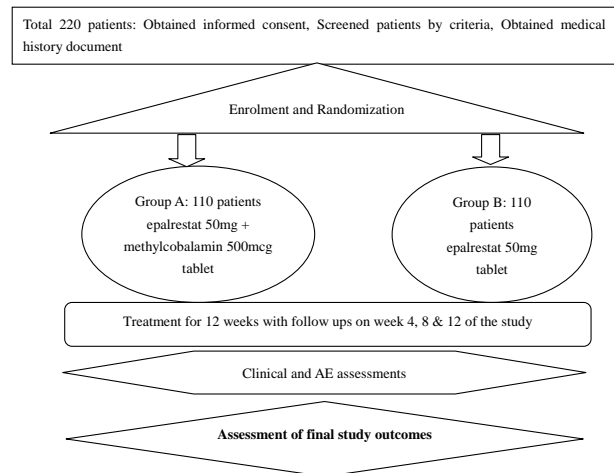 Total 220 patients: Obtained informed consent, Screened patients by criteria, Obtained medical
history document
Enrolment and Randomization
Group A: 110 patients
epalrestat 50mg +
methylcobalamin 500mcg
tablet
Group B: 110
patients
epalrestat 50mg
tablet
Treatment for 12 weeks with follow ups on week 4, 8 & 12 of the study
Clinical and AE assessments
Assessment of final study outcomes